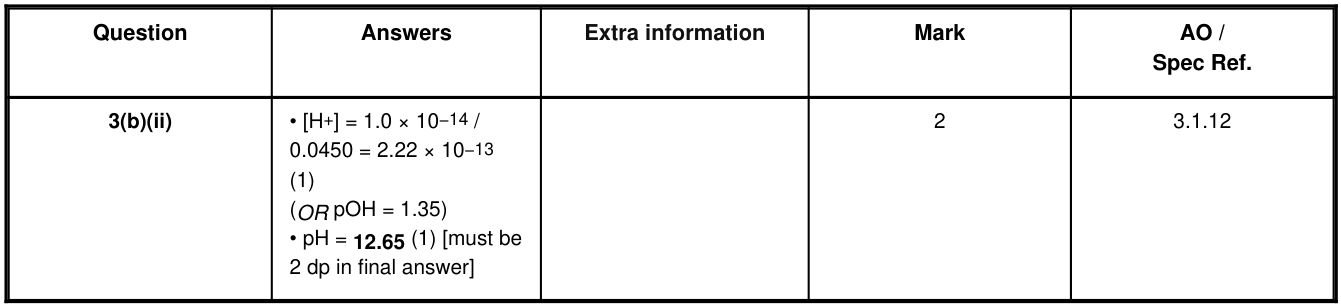 Question Answers Extra information Mark AO /
Spec Ref.
3(b)(ii) • [H+] = 1.0 × 10−14 / 2 3.1.12
0.0450 = 2.22 × 10−13
(1)
(OR pOH = 1.35)
• pH = 12.65 (1) [must be
2 dp in final answer]